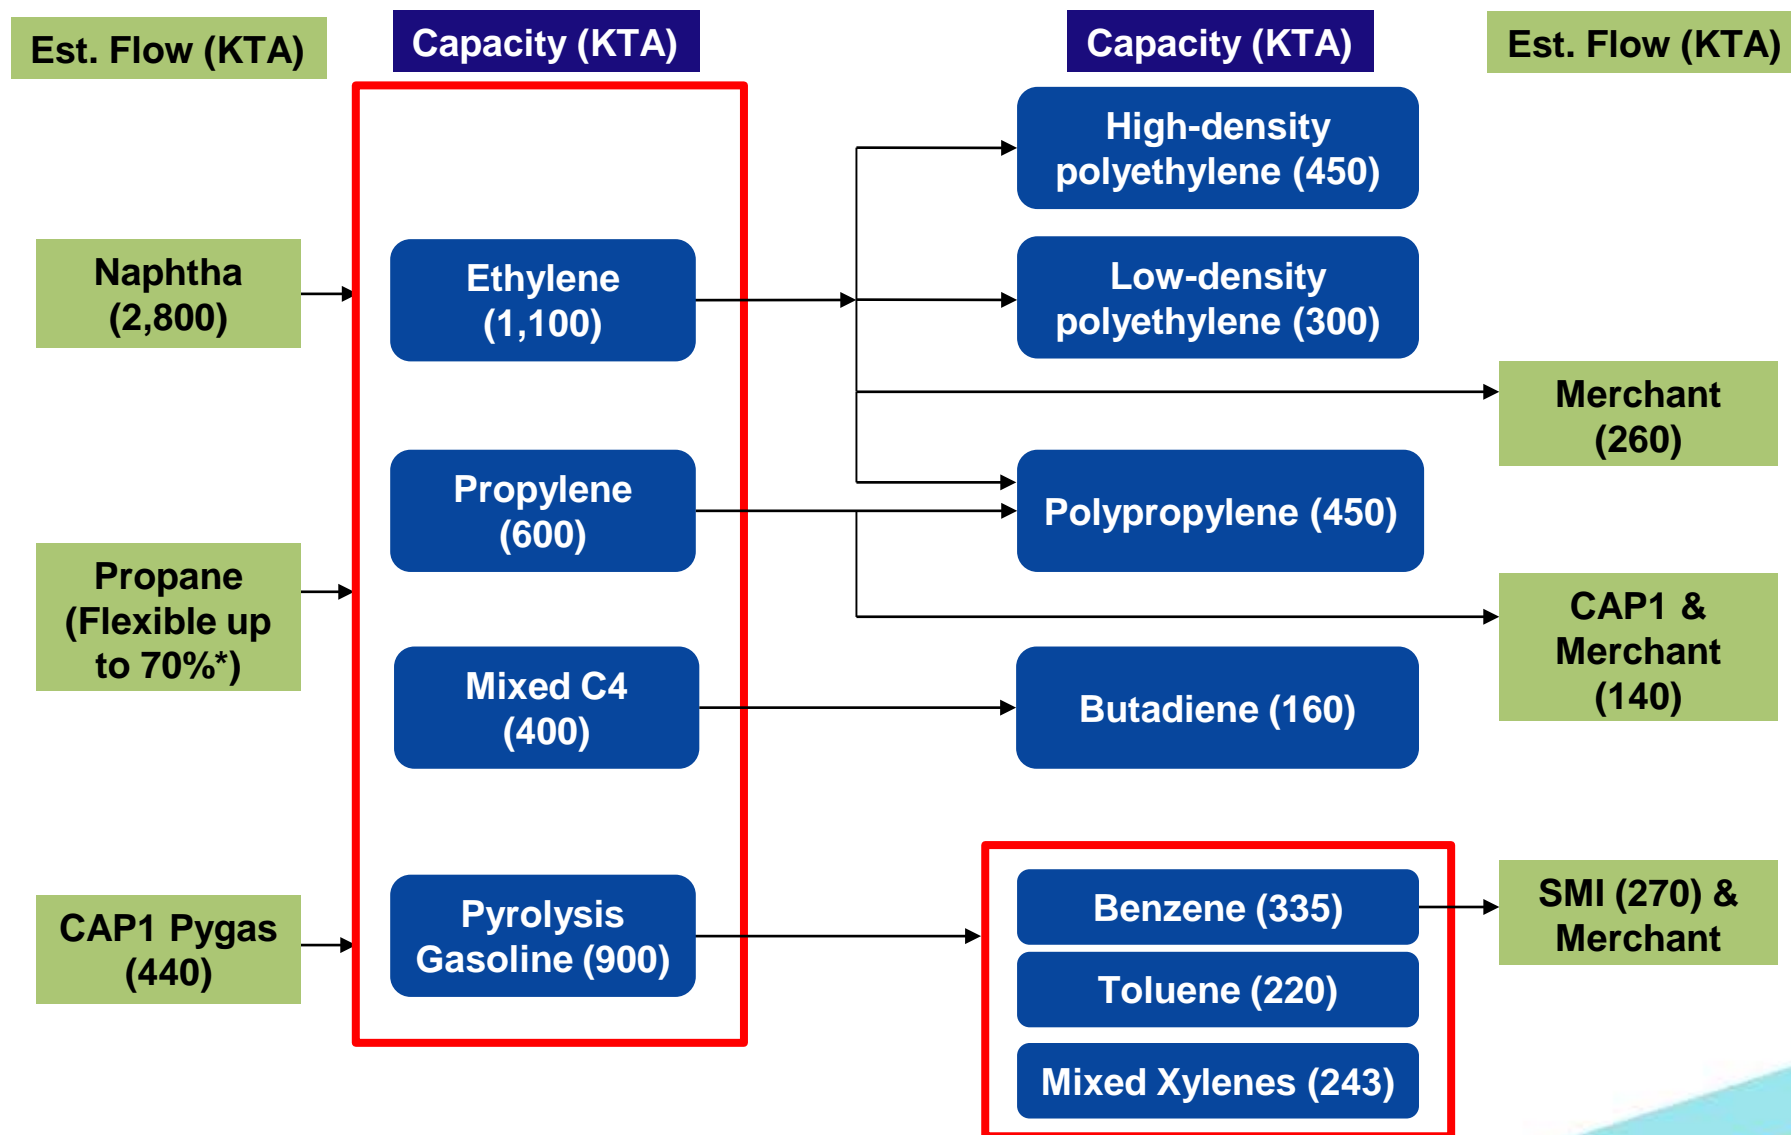 Est. Flow (KTA)
Capacity (KTA)
Capacity (KTA)
Est. Flow (KTA)
Naphtha
(2,800)
Propane
(Flexible up
to 70%*)
CAP1 Pygas
(440)
Ethylene
(1,100)
Propylene
(600)
Mixed C4
(400)
Pyrolysis
Gasoline (900)
High-density
polyethylene (450)
Low-density
polyethylene (300)
Polypropylene (450)
Butadiene (160)
Benzene (335)
Toluene (220)
Mixed Xylenes (243)
Merchant
(260)
CAP1 &
Merchant
(140)
SMI (270) &
Merchant